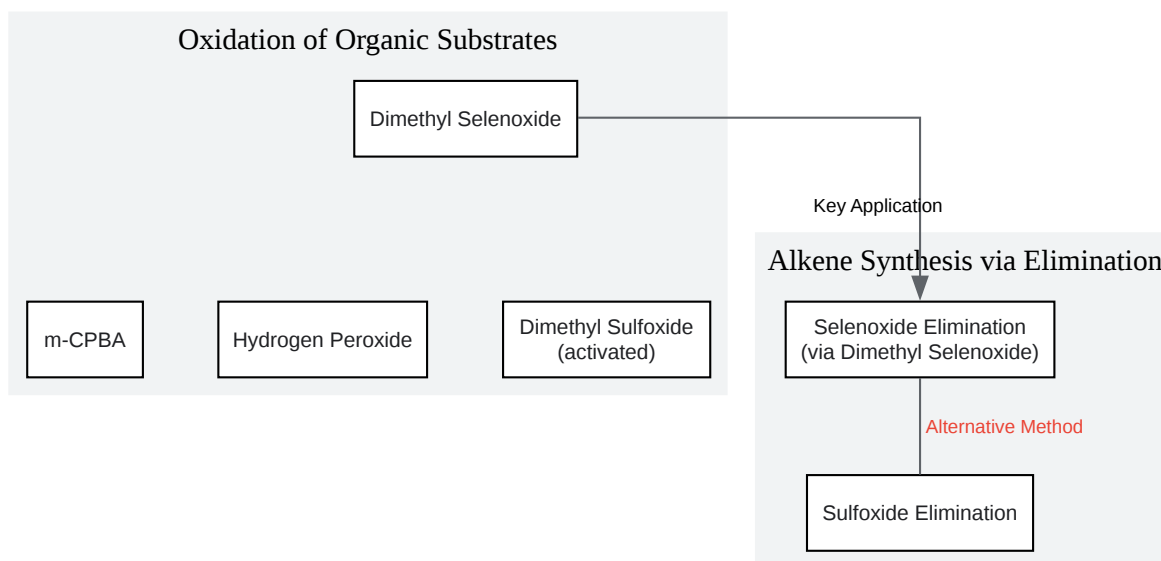 Oxidation of Organic Substrates
Dimethyl Selenoxide
Key Application
Alkene Synthesis via Elimination
m-CPBA
Hydrogen Peroxide
Dimethyl Sulfoxide
(activated)
Selenoxide Elimination
(via Dimethyl Selenoxide)
Alternative Method
Sulfoxide Elimination